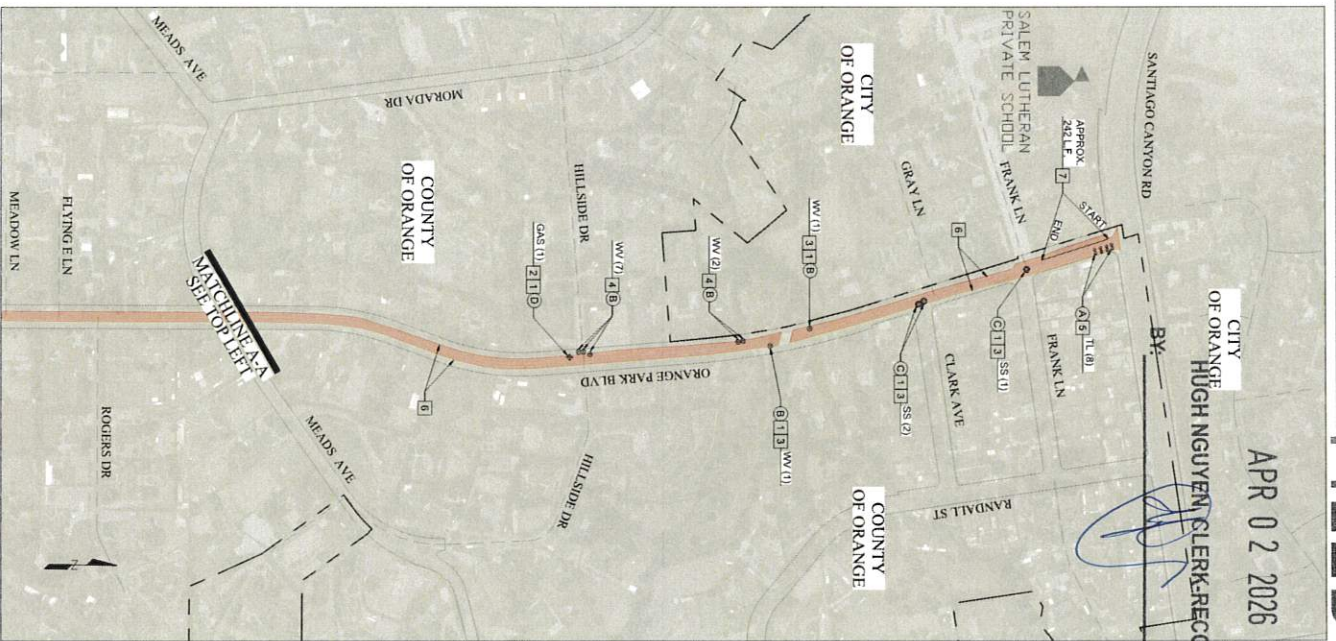 SANTIAGO CANYON RD
SALEM LUTHERAN
PRIVATE SCHOOL
APPROX.
242 L.F.
7
START
END
CITY
OF ORANGE
CITY
OF ORANGE
APR 02 2026
HUGH NGUYEN, CLERK-RECO
BY:
A 5 TL (8)
FRANK LN
FRANK LN
C 1 3 SS (1)
6
GRAY LN
CLARK AVE
C 1 3 SS (2)
RANDALL ST
WV (1)
3 1 B
B 1 3 WV (1)
COUNTY
OF ORANGE
WV (2)
4 B
ORANGE PARK BLVD
HILLSIDE DR
WV (7)
4 B
GAS (1)
2 1 D
HILLSIDE DR
MORADA DR
COUNTY
OF ORANGE
6
MEADS AVE
MEADS AVE
MATCHLINE A-A
SEE TOP LEFT
ROGERS DR
FLYING E LN
MEADOW LN
Z